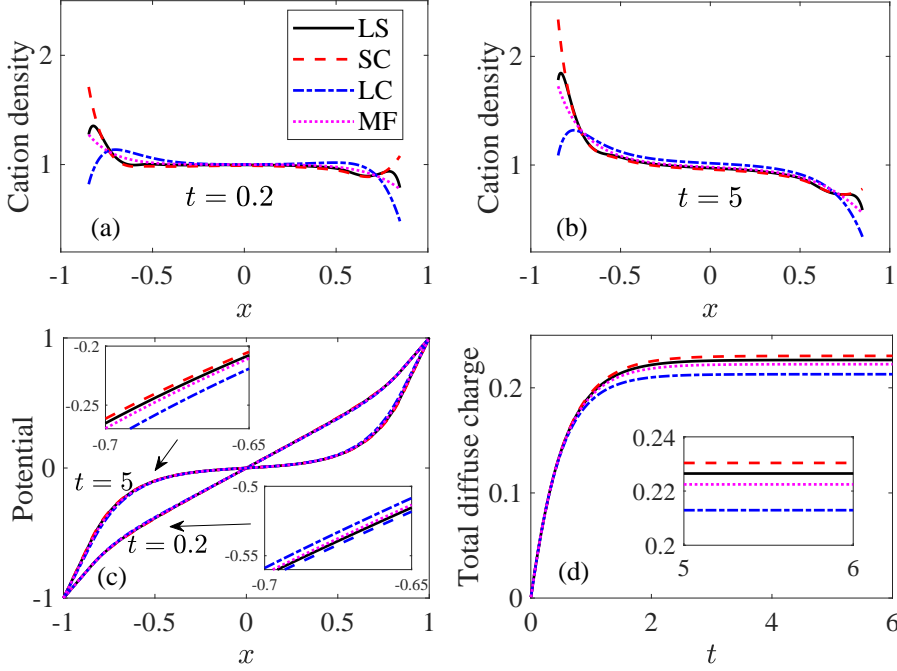 Cation density
2
1
LS
SC
LC
MF
t = 0.2
(a)
-1 -0.5 0 0.5 1
x
Cation density
2
1
t = 5
(b)
-1 -0.5 0 0.5 1
x
Potential
1
0
-1
-0.2
-0.25
-0.7 -0.65
t = 5
-0.5
-0.55
-0.7 -0.65
t = 0.2
(c)
-1 -0.5 0 0.5 1
x
Total diffuse charge
0.2
0.1
0
0.24
0.22
0.2
5 6
(d)
0 2 4 6
t